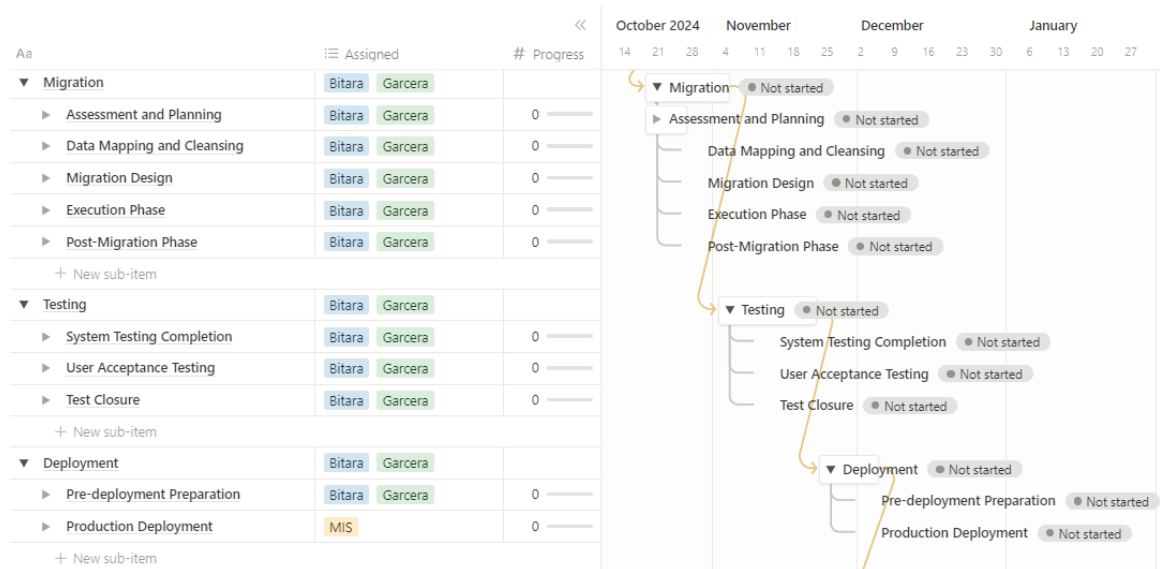 October 2024 November December January
Aa Assigned # Progress 14 21 28 4 11 18 25 2 9 16 23 30 6 13 20 27
Migration Bitara Garcera Migration Not started
Assessment and Planning Bitara Garcera 0 Assessment and Planning Not started
Data Mapping and Cleansing Bitara Garcera 0 Data Mapping and Cleansing Not started
Migration Design Bitara Garcera 0 Migration Design Not started
Execution Phase Bitara Garcera 0 Execution Phase Not started
Post-Migration Phase Bitara Garcera 0 Post-Migration Phase Not started
+ New sub-item
Testing Bitara Garcera Testing Not started
System Testing Completion Bitara Garcera 0 System Testing Completion Not started
User Acceptance Testing Bitara Garcera 0 User Acceptance Testing Not started
Test Closure Bitara Garcera 0 Test Closure Not started
+ New sub-item
Deployment Bitara Garcera Deployment Not started
Pre-deployment Preparation Bitara Garcera 0 Pre-deployment Preparation Not started
Production Deployment MIS 0 Production Deployment Not started
+ New sub-item